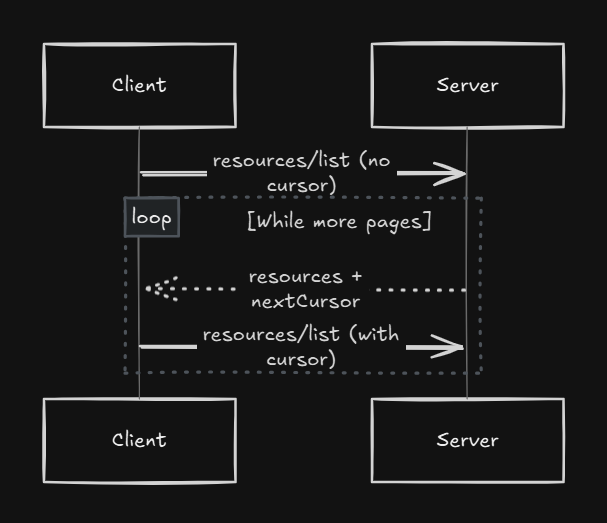 Client
Server
resources/list (no
cursor)
loop
[While more pages]
resources +
nextCursor
resources/list (with
cursor)
Client
Server